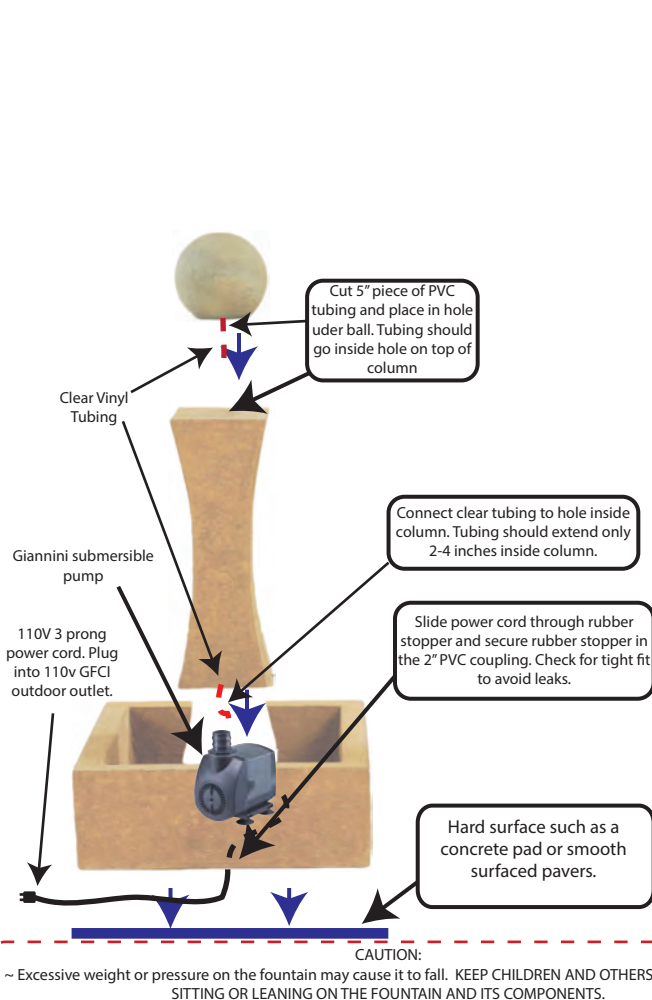 Cut 5” piece of PVC
tubing and place in hole
uder ball. Tubing should
go inside hole on top of
column
Clear Vinyl
Tubing
Connect clear tubing to hole inside
column. Tubing should extend only
2-4 inches inside column.
Giannini submersible
pump
Slide power cord through rubber
stopper and secure rubber stopper in
the 2” PVC coupling. Check for tight fit
to avoid leaks.
110V 3 prong
power cord. Plug
into 110v GFCI
outdoor outlet.
Hard surface such as a
concrete pad or smooth
surfaced pavers.
CAUTION:
~ Excessive weight or pressure on the fountain may cause it to fall. KEEP CHILDREN AND OTHERS
SITTING OR LEANING ON THE FOUNTAIN AND ITS COMPONENTS.